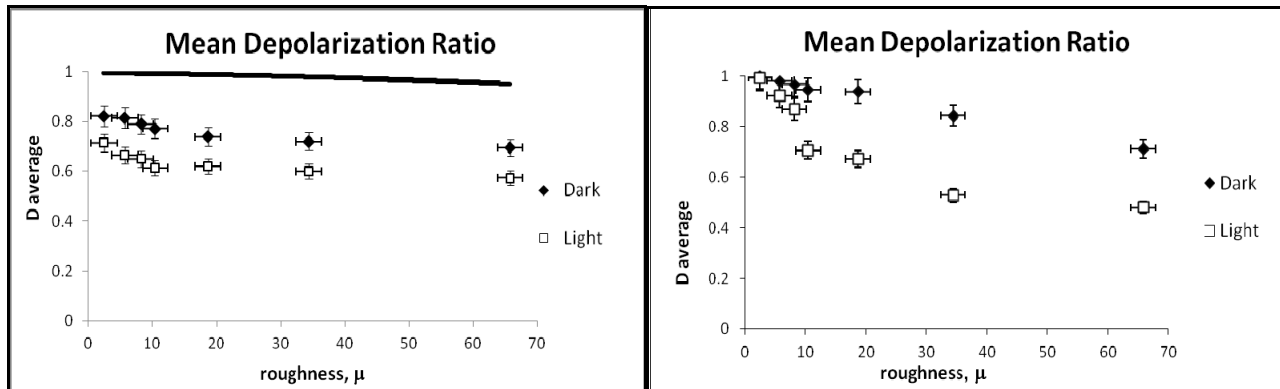 Mean Depolarization Ratio
1
0.8
0.6
0.4
0.2
0
D average
0 10 20 30 40 50 60 70
roughness, μ
Dark
Light
Mean Depolarization Ratio
1
0.8
0.6
0.4
0.2
0
D average
0 10 20 30 40 50 60 70
roughness, μ
Dark
Light